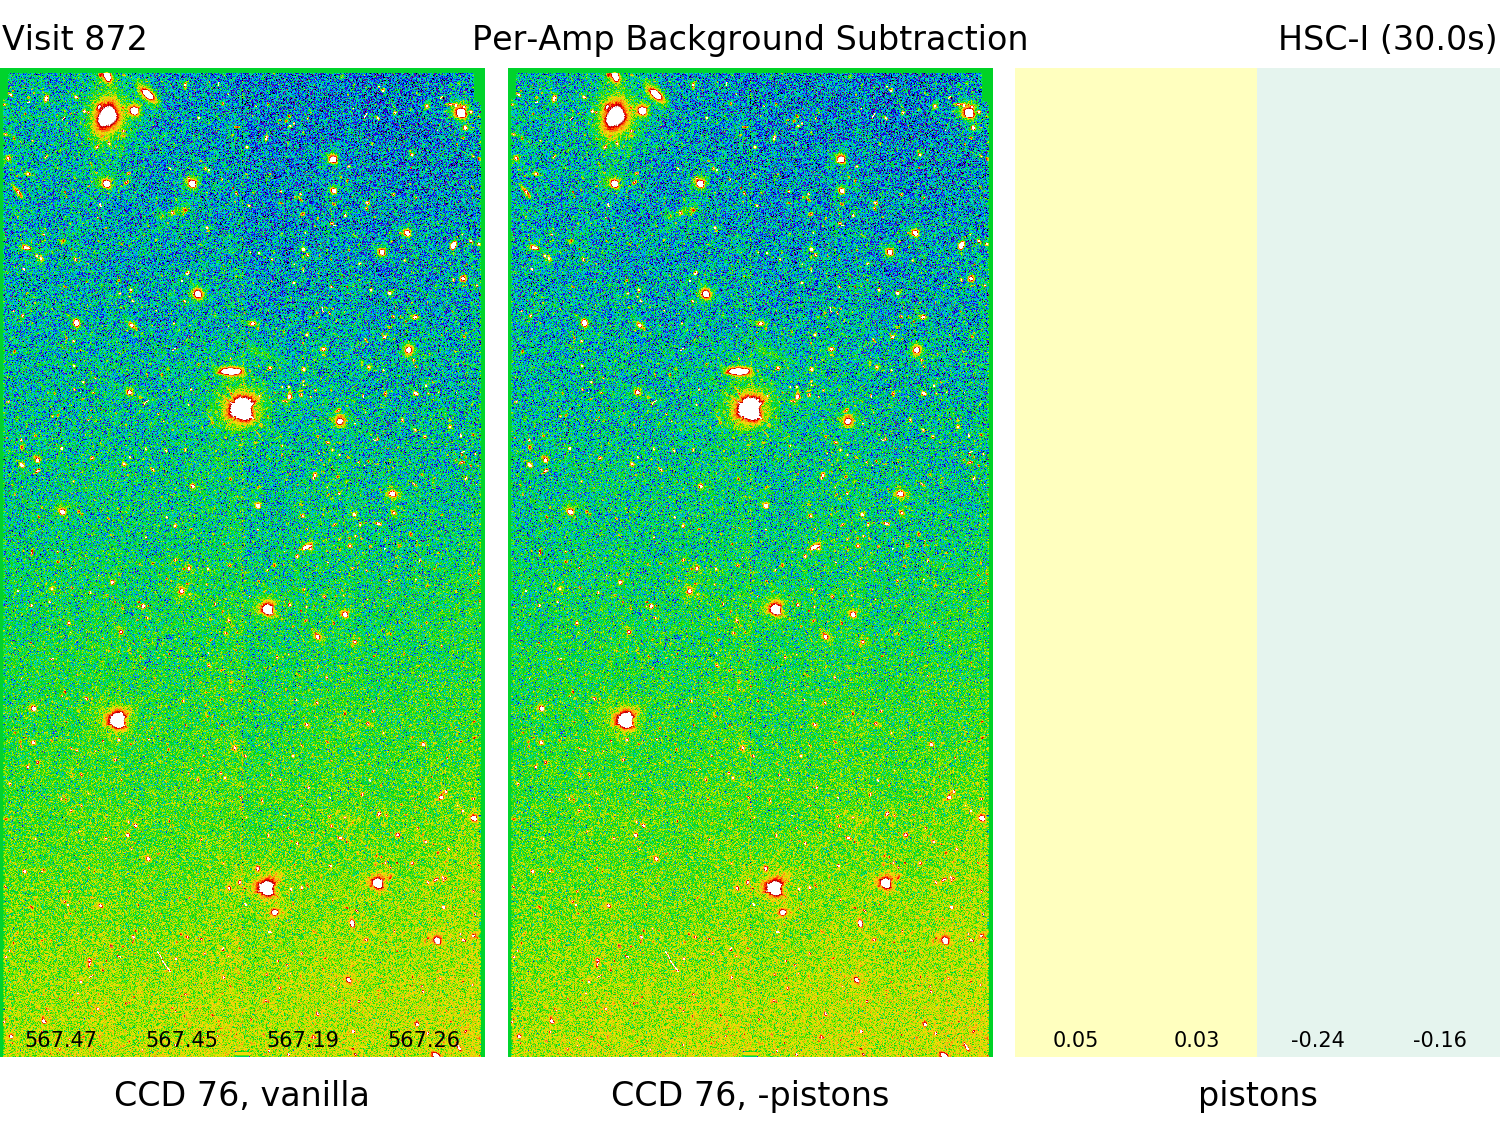 Visit 872
Per-Amp Background Subtraction
HSC-I (30.0s)
567.47 567.45 567.19 567.26
0.05 0.03 -0.24 -0.16
CCD 76, vanilla
CCD 76, -pistons
pistons